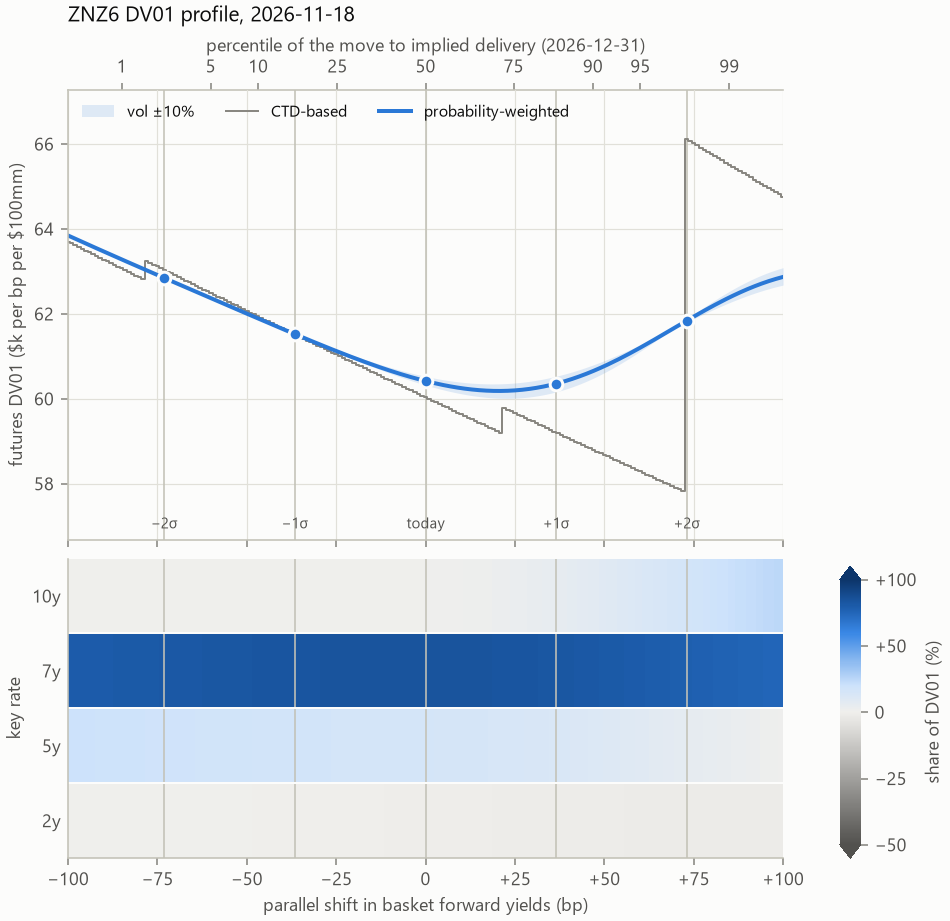 ZNZ6 DV01 profile, 2026-11-18
percentile of the move to implied delivery (2026-12-31)
1 5 10 25 50 75 90 95 99
vol ±10% CTD-based probability-weighted
futures DV01 ($k per bp per $100mm)
66
64
62
60
58
−2σ −1σ today +1σ +2σ
key rate
10y
7y
5y
2y
−100 −75 −50 −25 0 +25 +50 +75 +100
parallel shift in basket forward yields (bp)
+100
+50
0
−25
−50
share of DV01 (%)